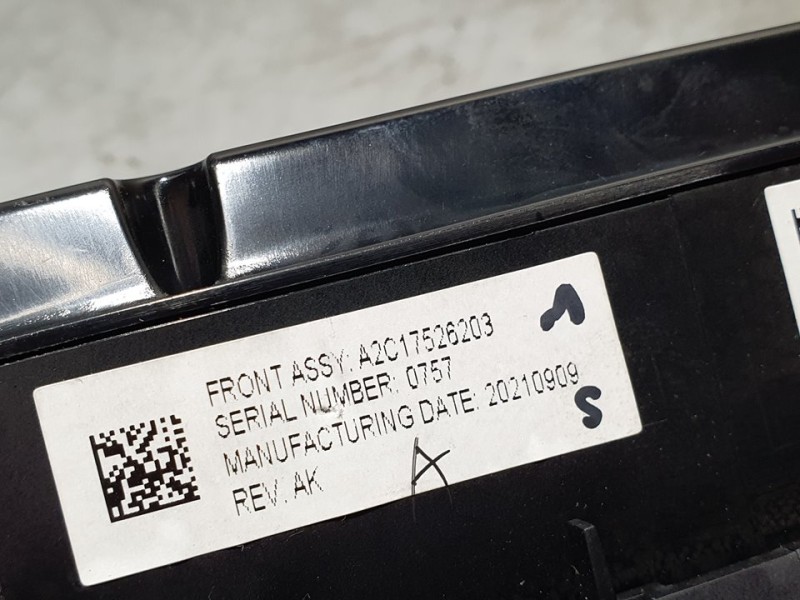 FRONT ASSY: A2C17526203
SERIAL NUMBER: 0757
MANUFACTURING DATE: 20210909
REV. AK
A
S